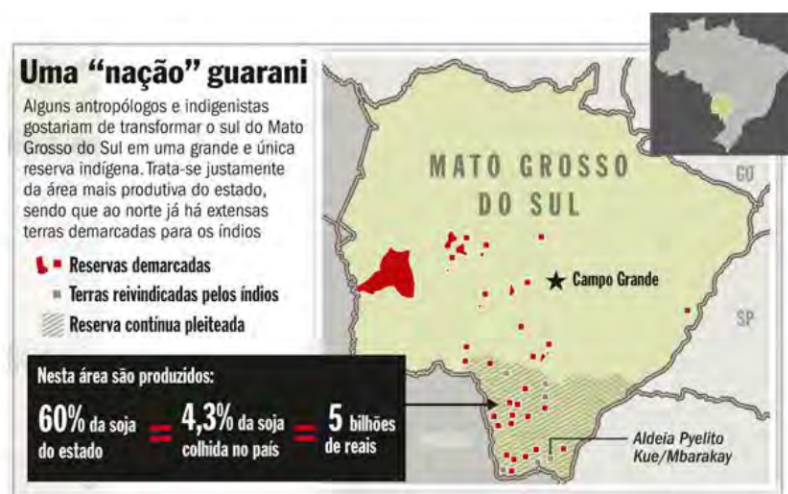 Uma “nação” guarani
Alguns antropólogos e indigenistas
gostariam de transformar o sul do Mato
Grosso do Sul em uma grande e única
reserva indígena. Trata-se justamente
da área mais produtiva do estado,
sendo que ao norte já há extensas
terras demarcadas para os índios
Reservas demarcadas
Terras reivindicadas pelos índios
Reserva contínua pleiteada
Nesta área são produzidos:
60% da soja
do estado
=
4,3% da soja
colhida no país
=
5 bilhões
de reais
MATO GROSSO
DO SUL
GO
Campo Grande
SP
Aldeia Pyelito
Kue/Mbarakay